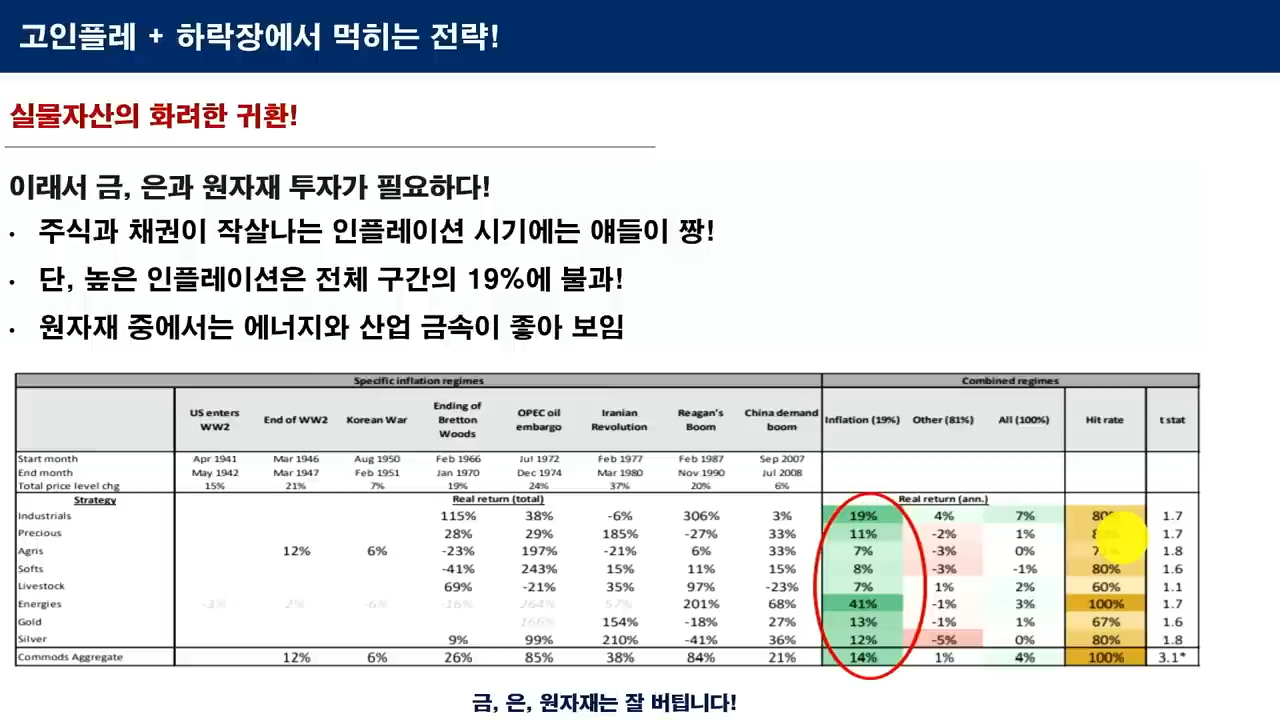 고인플레 + 하락장에서 먹히는 전략!
실물자산의 화려한 귀환!
이래서 금, 은과 원자재 투자가 필요하다!
• 주식과 채권이 작살나는 인플레이션 시기에는 얘들이 짱!
• 단, 높은 인플레이션은 전체 구간의 19%에 불과!
• 원자재 중에서는 에너지와 산업 금속이 좋아 보임
Specific inflation regimes Combined regimes
US enters WW2 End of WW2 Korean War Ending of Bretton Woods OPEC oil embargo Iranian Revolution Reagan's Boom China demand boom Inflation (19%) Other (81%) All (100%) Hit rate t stat
Start month Apr 1941 Mar 1946 Aug 1950 Feb 1966 Jul 1972 Feb 1977 Feb 1987 Sep 2007
End month May 1942 Mar 1947 Feb 1951 Jan 1970 Dec 1974 Mar 1980 Nov 1990 Jul 2008
Total price level chg 15% 21% 7% 19% 24% 37% 20% 6%
Strategy Real return (total) Real return (ann.)
Industrials 115% 38% -6% 306% 3% 19% 4% 7% 80% 1.7
Precious 28% 29% 185% -27% 33% 11% -2% 1% 1.7
Agris 12% 6% -23% 197% -21% 6% 33% 7% -3% 0% 1.8
Softs -41% 243% 15% 11% 15% 8% -3% -1% 80% 1.6
Livestock 69% -21% 35% 97% -23% 7% 1% 2% 60% 1.1
Energies -3% 2% -6% -16% 264% 57% 201% 68% 41% -1% 3% 100% 1.7
Gold 166% 154% -18% 27% 13% -1% 1% 67% 1.6
Silver 9% 99% 210% -41% 36% 12% -5% 0% 80% 1.8
Commods Aggregate 12% 6% 26% 85% 38% 84% 21% 14% 1% 4% 100% 3.1*
금, 은, 원자재는 잘 버팁니다!